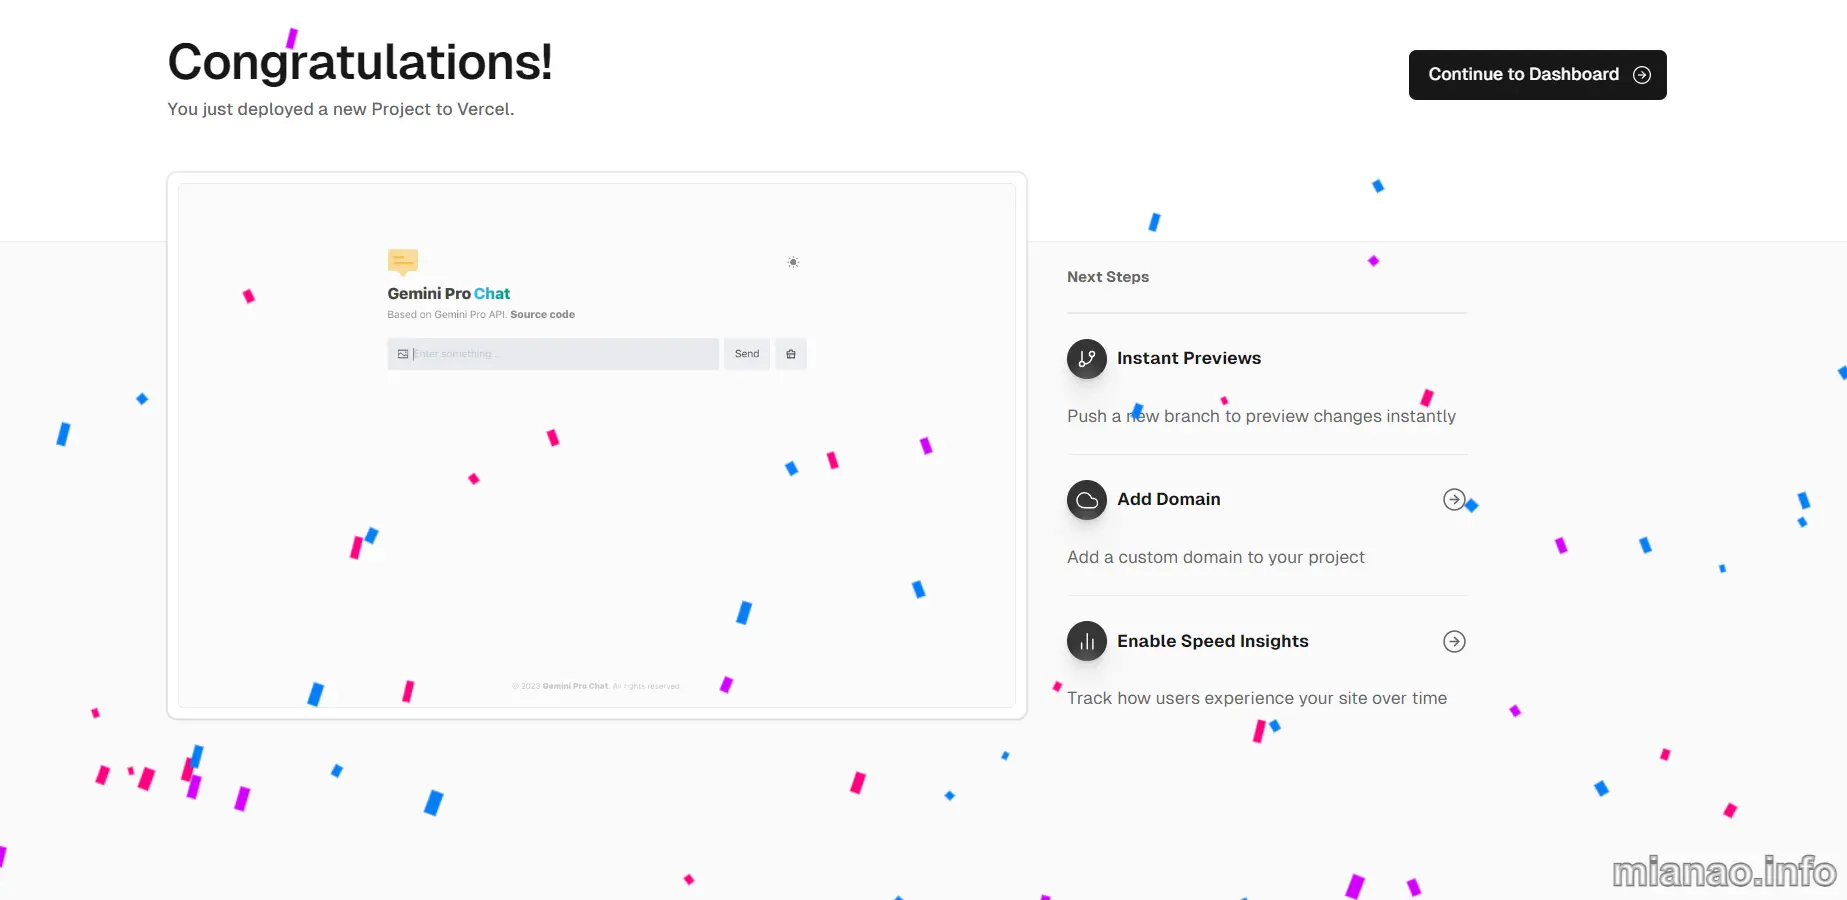 Congratulations!
You just deployed a new Project to Vercel.
Continue to Dashboard
Gemini Pro Chat
Based on Gemini Pro API. Source code
Enter something...
Send
© 2023 Gemini Pro Chat. All rights reserved.
Next Steps
Instant Previews
Push a new branch to preview changes instantly
Add Domain
Add a custom domain to your project
Enable Speed Insights
Track how users experience your site over time
mianao.info